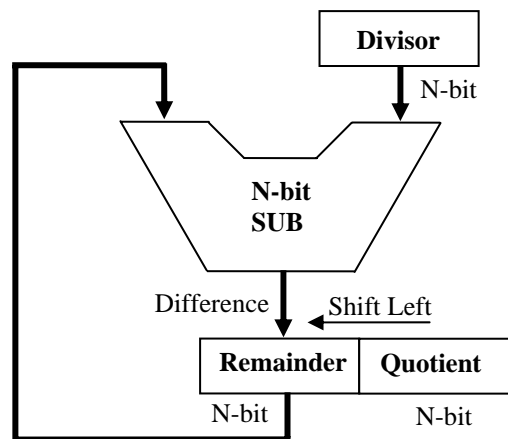 Divisor
N-bit
N-bit
SUB
Difference
Shift Left
Remainder
Quotient
N-bit
N-bit